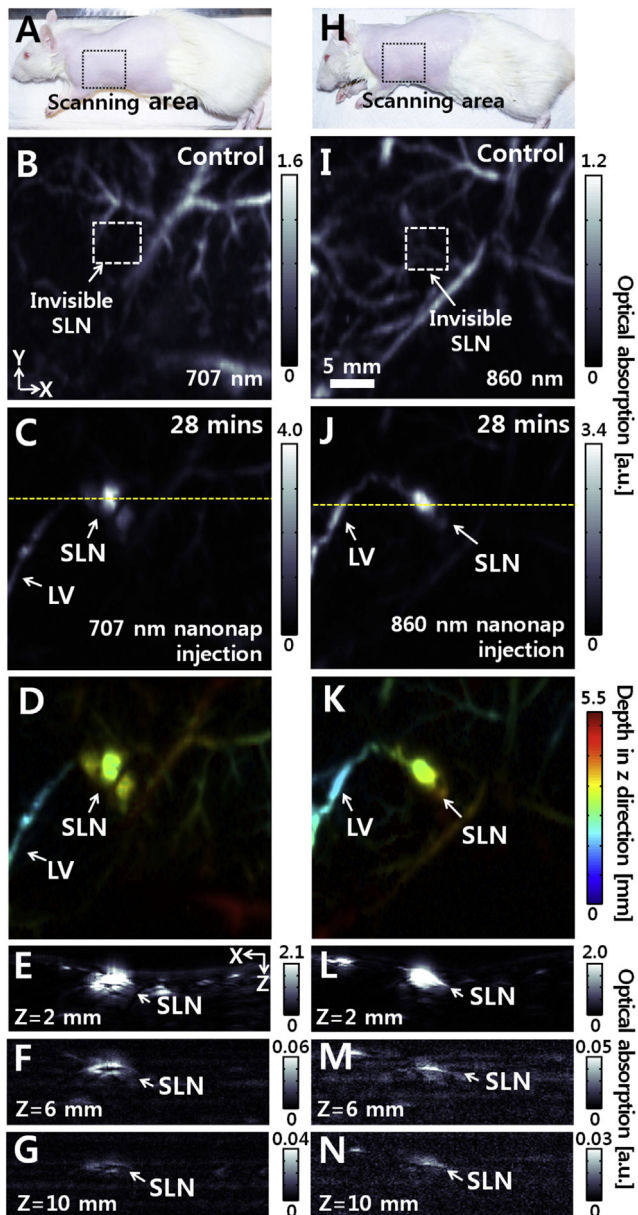 A
Scanning area
H
Scanning area
B
Control
1.6
Invisible
SLN
Y
X
707 nm
0
I
Control
1.2
Invisible
SLN
5 mm
860 nm
0
Optical absorption [a.u.]
C
28 mins
4.0
SLN
LV
707 nm nanonap
injection
0
J
28 mins
3.4
LV
SLN
860 nm nanonap
injection
0
D
SLN
LV
K
LV
SLN
5.5
0
Depth in z direction [mm]
E
X
Z
2.1
SLN
Z=2 mm
0
L
2.0
SLN
Z=2 mm
0
F
0.06
SLN
Z=6 mm
0
M
0.05
SLN
Z=6 mm
0
G
0.04
SLN
Z=10 mm
0
N
0.03
SLN
Z=10 mm
0
Optical absorption [a.u.]